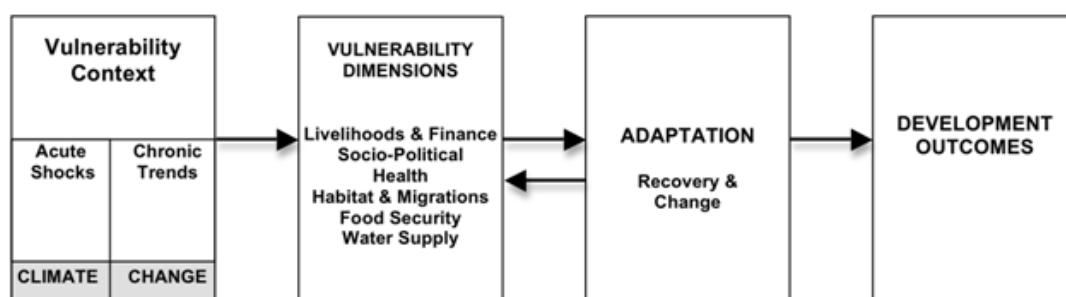 Vulnerability
Context
Acute
Shocks
Chronic
Trends
CLIMATE
CHANGE
VULNERABILITY
DIMENSIONS
Livelihoods & Finance
Socio-Political
Health
Habitat & Migrations
Food Security
Water Supply
ADAPTATION
Recovery &
Change
DEVELOPMENT
OUTCOMES